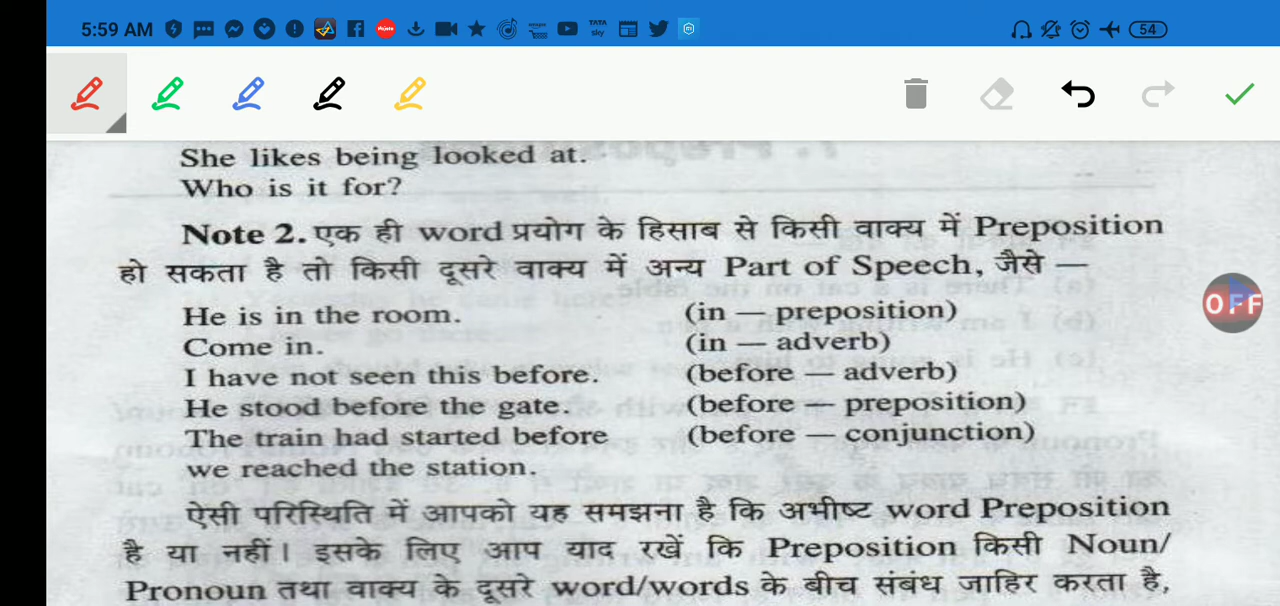 5:59 AM
TATA sky
54
She likes being looked at.
Who is it for?
Note 2. एक ही word प्रयोग के हिसाब से किसी वाक्य में Preposition
हो सकता है तो किसी दूसरे वाक्य में अन्य Part of Speech, जैसे —
He is in the room. (in — preposition)
Come in. (in — adverb)
I have not seen this before. (before — adverb)
He stood before the gate. (before — preposition)
The train had started before (before — conjunction)
we reached the station.
OFF
ऐसी परिस्थिति में आपको यह समझना है कि अभीष्ट word Preposition
है या नहीं। इसके लिए आप याद रखें कि Preposition किसी Noun/
Pronoun तथा वाक्य के दूसरे word/words के बीच संबंध जाहिर करता है,